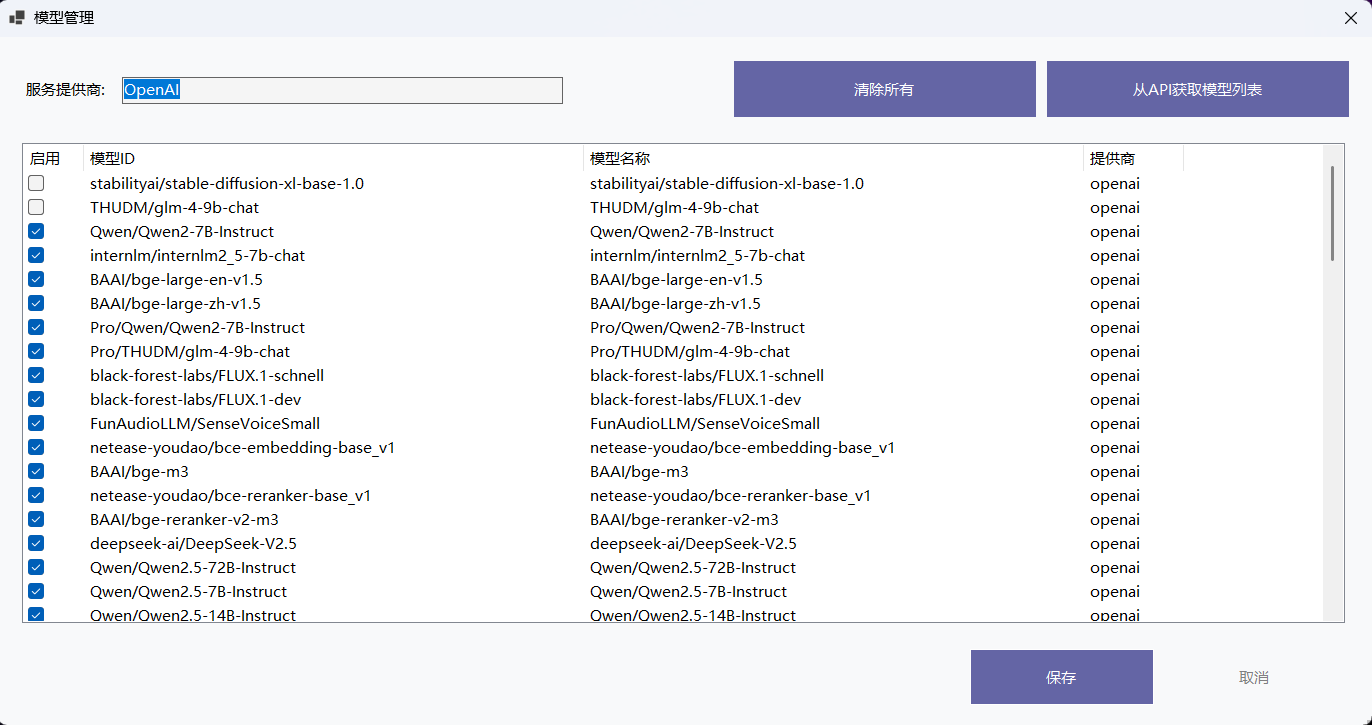 模型管理
服务提供商: OpenAI 清除所有 从API获取模型列表
启用 模型ID 模型名称 提供商
stabilityai/stable-diffusion-xl-base-1.0 stabilityai/stable-diffusion-xl-base-1.0 openai
THUDM/glm-4-9b-chat THUDM/glm-4-9b-chat openai
Qwen/Qwen2-7B-Instruct Qwen/Qwen2-7B-Instruct openai
internlm/internlm2_5-7b-chat internlm/internlm2_5-7b-chat openai
BAAI/bge-large-en-v1.5 BAAI/bge-large-en-v1.5 openai
BAAI/bge-large-zh-v1.5 BAAI/bge-large-zh-v1.5 openai
Pro/Qwen/Qwen2-7B-Instruct Pro/Qwen/Qwen2-7B-Instruct openai
Pro/THUDM/glm-4-9b-chat Pro/THUDM/glm-4-9b-chat openai
black-forest-labs/FLUX.1-schnell black-forest-labs/FLUX.1-schnell openai
black-forest-labs/FLUX.1-dev black-forest-labs/FLUX.1-dev openai
FunAudioLLM/SenseVoiceSmall FunAudioLLM/SenseVoiceSmall openai
netease-youdao/bce-embedding-base_v1 netease-youdao/bce-embedding-base_v1 openai
BAAI/bge-m3 BAAI/bge-m3 openai
netease-youdao/bce-reranker-base_v1 netease-youdao/bce-reranker-base_v1 openai
BAAI/bge-reranker-v2-m3 BAAI/bge-reranker-v2-m3 openai
deepseek-ai/DeepSeek-V2.5 deepseek-ai/DeepSeek-V2.5 openai
Qwen/Qwen2.5-72B-Instruct Qwen/Qwen2.5-72B-Instruct openai
Qwen/Qwen2.5-7B-Instruct Qwen/Qwen2.5-7B-Instruct openai
Qwen/Qwen2.5-14B-Instruct Qwen/Qwen2.5-14B-Instruct openai
保存 取消